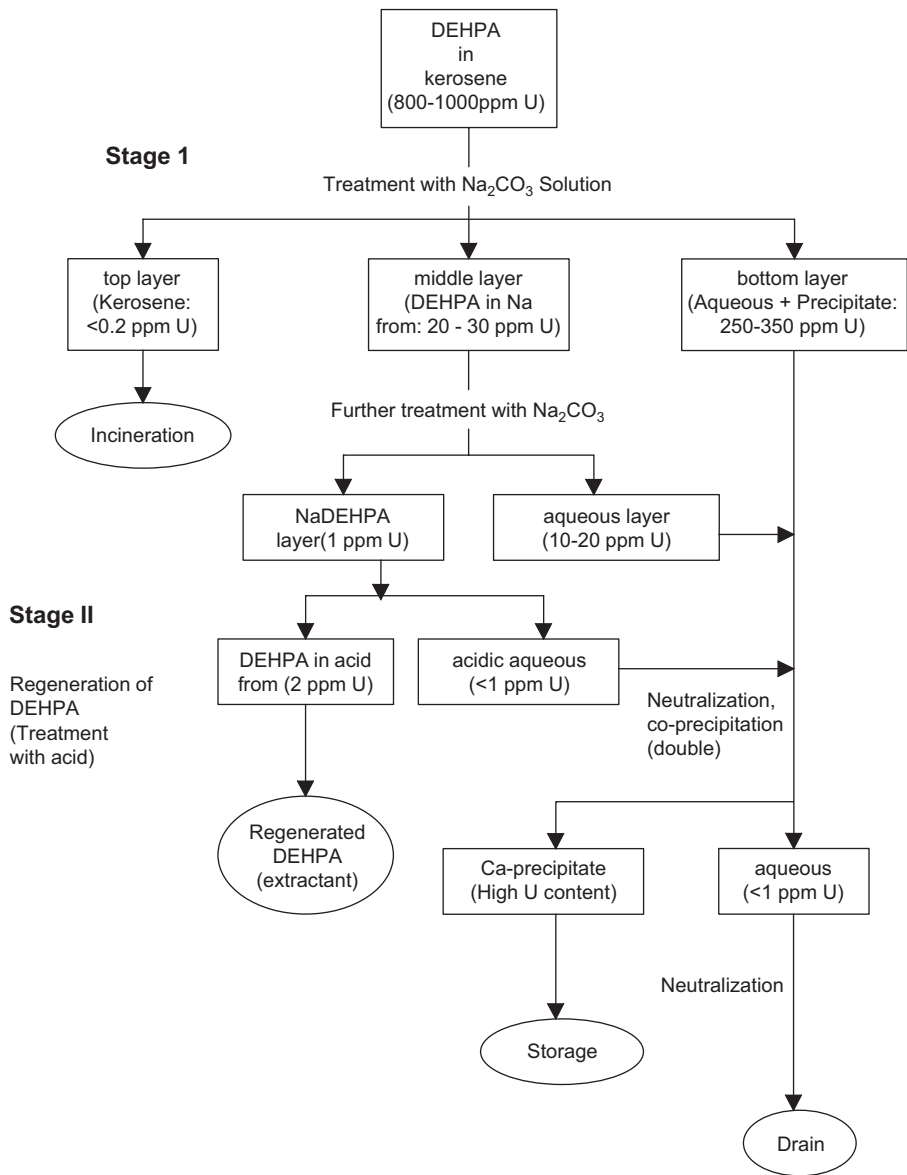 DEHPA
in
kerosene
(800-1000ppm U)
Stage 1
Treatment with Na₂CO₃ Solution
top layer
(Kerosene:
<0.2 ppm U)
middle layer
(DEHPA in Na
from: 20 - 30 ppm U)
bottom layer
(Aqueous + Precipitate:
250-350 ppm U)
Incineration
Further treatment with Na₂CO₃
NaDEHPA
layer(1 ppm U)
aqueous layer
(10-20 ppm U)
Stage II
Regeneration of
DEHPA
(Treatment
with acid)
DEHPA in acid
from (2 ppm U)
acidic aqueous
(<1 ppm U)
Neutralization,
co-precipitation
(double)
Regenerated
DEHPA
(extractant)
Ca-precipitate
(High U content)
aqueous
(<1 ppm U)
Neutralization
Storage
Drain